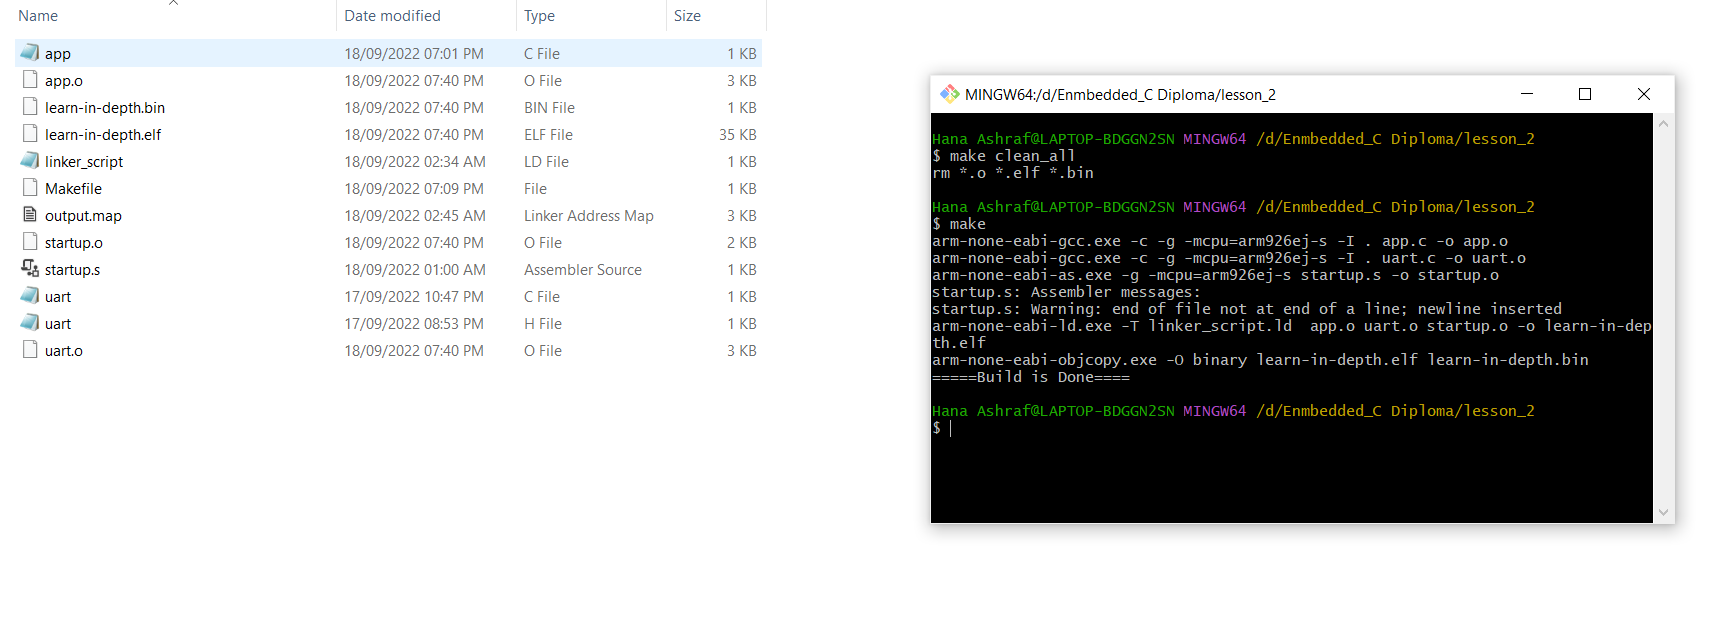 Name Date modified Type Size
app 18/09/2022 07:01 PM C File 1 KB
app.o 18/09/2022 07:40 PM O File 3 KB
learn-in-depth.bin 18/09/2022 07:40 PM BIN File 1 KB
learn-in-depth.elf 18/09/2022 07:40 PM ELF File 35 KB
linker_script 18/09/2022 02:34 AM LD File 1 KB
Makefile 18/09/2022 07:09 PM File 1 KB
output.map 18/09/2022 02:45 AM Linker Address Map 3 KB
startup.o 18/09/2022 07:40 PM O File 2 KB
startup.s 18/09/2022 01:00 AM Assembler Source 1 KB
uart 17/09/2022 10:47 PM C File 1 KB
uart 17/09/2022 08:53 PM H File 1 KB
uart.o 18/09/2022 07:40 PM O File 3 KB
MINGW64:/d/Enmbedded_C Diploma/lesson_2
Hana Ashraf@LAPTOP-BDGGN2SN MINGW64 /d/Enmbedded_C Diploma/lesson_2
$ make clean_all
rm *.o *.elf *.bin
Hana Ashraf@LAPTOP-BDGGN2SN MINGW64 /d/Enmbedded_C Diploma/lesson_2
$ make
arm-none-eabi-gcc.exe -c -g -mcpu=arm926ej-s -I . app.c -o app.o
arm-none-eabi-gcc.exe -c -g -mcpu=arm926ej-s -I . uart.c -o uart.o
arm-none-eabi-as.exe -g -mcpu=arm926ej-s startup.s -o startup.o
startup.s: Assembler messages:
startup.s: Warning: end of file not at end of a line; newline inserted
arm-none-eabi-ld.exe -T linker_script.ld  app.o uart.o startup.o -o learn-in-dep
th.elf
arm-none-eabi-objcopy.exe -O binary learn-in-depth.elf learn-in-depth.bin
=====Build is Done====
Hana Ashraf@LAPTOP-BDGGN2SN MINGW64 /d/Enmbedded_C Diploma/lesson_2
$